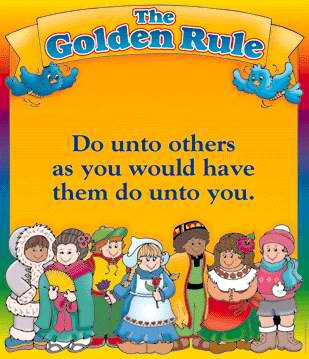 The
Golden Rule
Do unto others
as you would have
them do unto you.